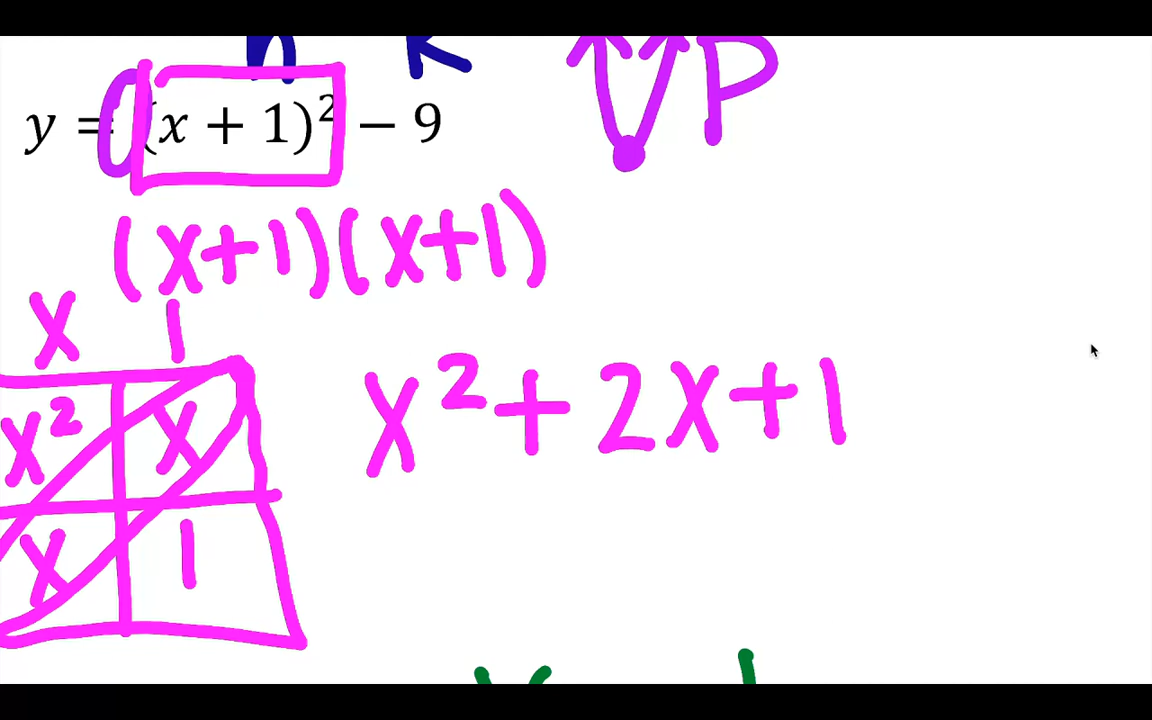 h k P
y = (x + 1)² − 9
(x+1)(x+1)
x 1
x² x
x 1
x² + 2x + 1